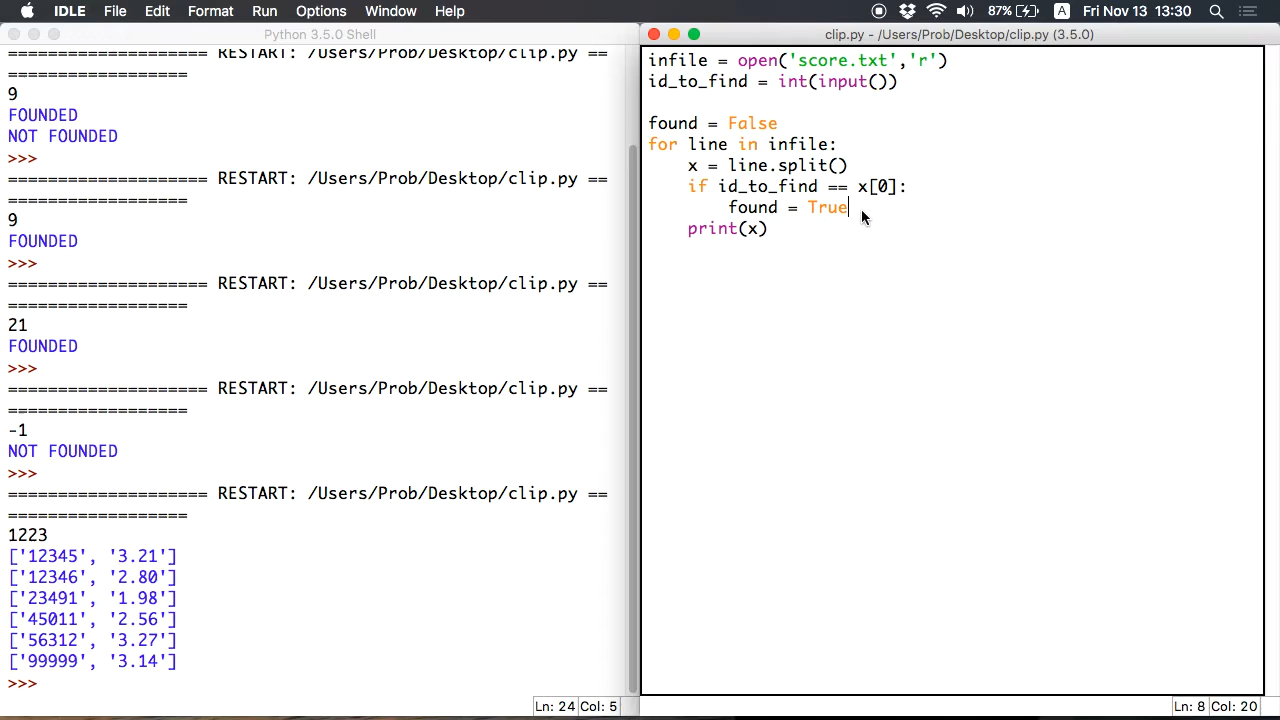 IDLE File Edit Format Run Options Window Help 87% A Fri Nov 13 13:30
Python 3.5.0 Shell
==================== RESTART: /Users/Prob/Desktop/clip.py ==
==================
9
FOUNDED
NOT FOUNDED
>>>
==================== RESTART: /Users/Prob/Desktop/clip.py ==
==================
9
FOUNDED
>>>
==================== RESTART: /Users/Prob/Desktop/clip.py ==
==================
21
FOUNDED
>>>
==================== RESTART: /Users/Prob/Desktop/clip.py ==
==================
-1
NOT FOUNDED
>>>
==================== RESTART: /Users/Prob/Desktop/clip.py ==
==================
1223
['12345', '3.21']
['12346', '2.80']
['23491', '1.98']
['45011', '2.56']
['56312', '3.27']
['99999', '3.14']
>>>
Ln: 24 Col: 5
clip.py - /Users/Prob/Desktop/clip.py (3.5.0)
infile = open('score.txt','r')
id_to_find = int(input())
found = False
for line in infile:
    x = line.split()
    if id_to_find == x[0]:
        found = True
    print(x)
Ln: 8 Col: 20